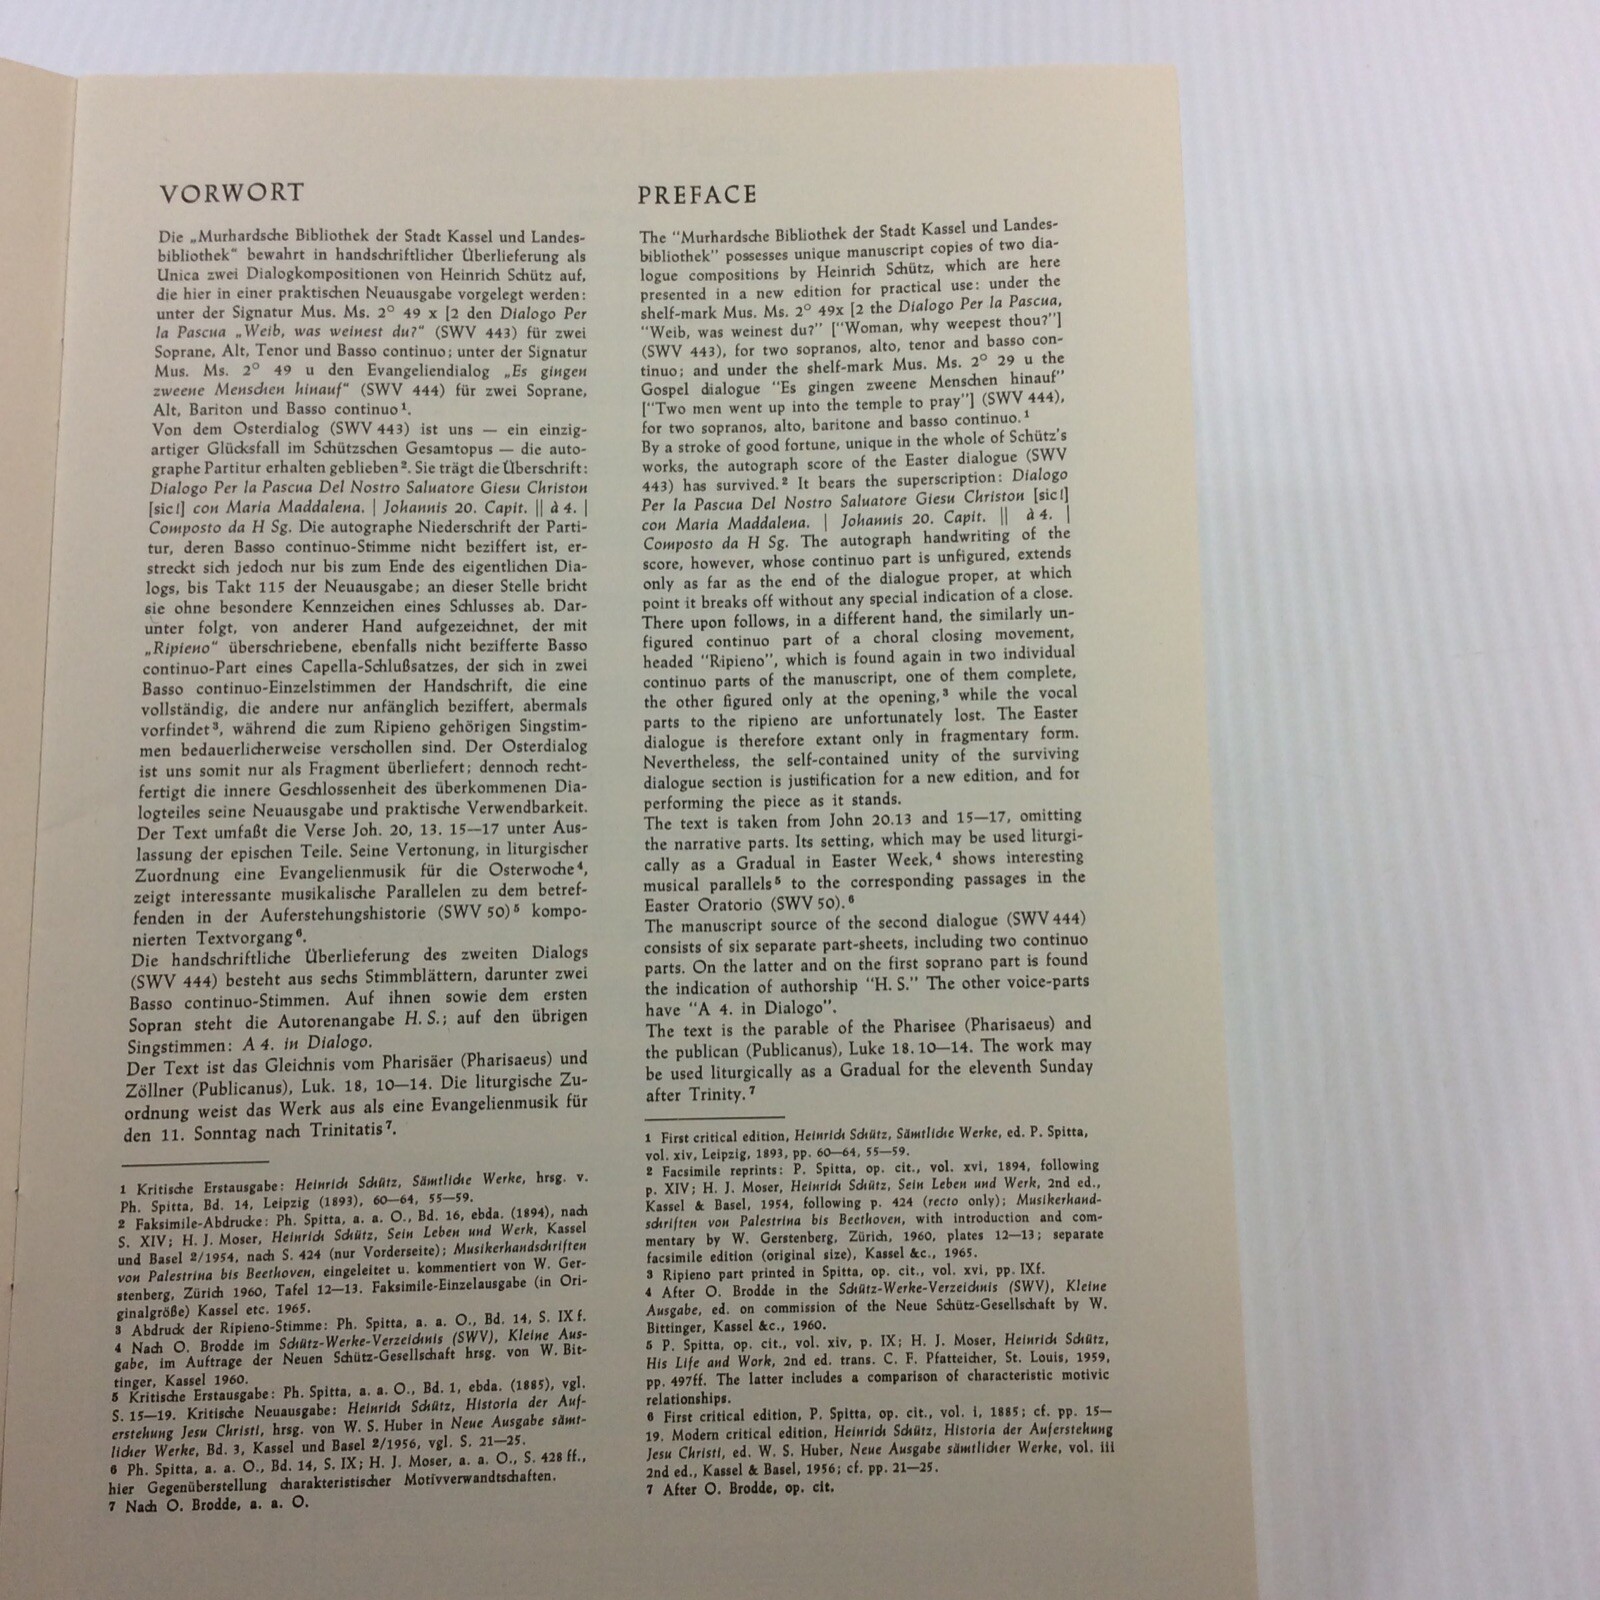 VORWORT
Die „Murhardsche Bibliothek der Stadt Kassel und Landes-
bibliothek“ bewahrt in handschriftlicher Überlieferung als
Unica zwei Dialogkompositionen von Heinrich Schütz auf,
die hier in einer praktischen Neuausgabe vorgelegt werden:
unter der Signatur Mus. Ms. 2° 49 x [2 den Dialogo Per
la Pascua „Weib, was weinest du?“ (SWV 443) für zwei
Soprane, Alt, Tenor und Basso continuo; unter der Signatur
Mus. Ms. 2° 49 u den Evangeliendialog „Es gingen
zweene Menschen hinauf“ (SWV 444) für zwei Soprane,
Alt, Bariton und Basso continuo¹.
Von dem Osterdialog (SWV 443) ist uns — ein einzig-
artiger Glücksfall im Schützschen Gesamtopus — die auto-
graphe Partitur erhalten geblieben². Sie trägt die Überschrift:
Dialogo Per la Pascua Del Nostro Saluatore Giesu Christon
[sic!] con Maria Maddalena. | Johannis 20. Capit. || à 4. |
Composto da H Sg. Die autographe Niederschrift der Parti-
tur, deren Basso continuo-Stimme nicht beziffert ist, er-
streckt sich jedoch nur bis zum Ende des eigentlichen Dia-
logs, bis Takt 115 der Neuausgabe; an dieser Stelle bricht
sie ohne besondere Kennzeichen eines Schlusses ab. Dar-
unter folgt, von anderer Hand aufgezeichnet, der mit
„Ripieno“ überschriebene, ebenfalls nicht bezifferte Basso
continuo-Part eines Capella-Schlußsatzes, der sich in zwei
Basso continuo-Einzelstimmen der Handschrift, die eine
vollständig, die andere nur anfänglich beziffert, abermals
vorfindet³, während die zum Ripieno gehörigen Singstim-
men bedauerlicherweise verschollen sind. Der Osterdialog
ist uns somit nur als Fragment überliefert; dennoch recht-
fertigt die innere Geschlossenheit des überkommenen Dia-
logteiles seine Neuausgabe und praktische Verwendbarkeit.
Der Text umfaßt die Verse Joh. 20, 13. 15—17 unter Aus-
lassung der epischen Teile. Seine Vertonung, in liturgischer
Zuordnung eine Evangelienmusik für die Osterwoche⁴,
zeigt interessante musikalische Parallelen zu dem betref-
fenden in der Auferstehungshistorie (SWV 50)⁵ kompo-
nierten Textvorgang⁶.
Die handschriftliche Überlieferung des zweiten Dialogs
(SWV 444) besteht aus sechs Stimmblättern, darunter zwei
Basso continuo-Stimmen. Auf ihnen sowie dem ersten
Sopran steht die Autorenangabe H. S.; auf den übrigen
Singstimmen: A 4. in Dialogo.
Der Text ist das Gleichnis vom Pharisäer (Pharisaeus) und
Zöllner (Publicanus), Luk. 18, 10—14. Die liturgische Zu-
ordnung weist das Werk aus als eine Evangelienmusik für
den 11. Sonntag nach Trinitatis⁷.
1 Kritische Erstausgabe: Heinrich Schütz, Sämtliche Werke, hrsg. v.
Ph. Spitta, Bd. 14, Leipzig (1893), 60—64, 55—59.
2 Faksimile-Abdrucke: Ph. Spitta, a. a. O., Bd. 16, ebda. (1894), nach
S. XIV; H. J. Moser, Heinrich Schütz, Sein Leben und Werk, Kassel
und Basel 2/1954, nach S. 424 (nur Vorderseite); Musikerhandschriften
von Palestrina bis Beethoven, eingeleitet u. kommentiert von W. Ger-
stenberg, Zürich 1960, Tafel 12—13. Faksimile-Einzelausgabe (in Ori-
ginalgröße) Kassel etc. 1965.
3 Abdruck der Ripieno-Stimme: Ph. Spitta, a. a. O., Bd. 14, S. IX f.
4 Nach O. Brodde im Schütz-Werke-Verzeichnis (SWV), Kleine Aus-
gabe, im Auftrage der Neuen Schütz-Gesellschaft hrsg. von W. Bit-
tinger, Kassel 1960.
5 Kritische Erstausgabe: Ph. Spitta, a. a. O., Bd. 1, ebda. (1885), vgl.
S. 15—19. Kritische Neuausgabe: Heinrich Schütz, Historia der Auf-
erstehung Jesu Christi, hrsg. von W. S. Huber in Neue Ausgabe sämt-
licher Werke, Bd. 3, Kassel und Basel 2/1956, vgl. S. 21—25.
6 Ph. Spitta, a. a. O., Bd. 14, S. IX; H. J. Moser, a. a. O., S. 428 ff.,
hier Gegenüberstellung charakteristischer Motivverwandtschaften.
7 Nach O. Brodde, a. a. O.
PREFACE
The “Murhardsche Bibliothek der Stadt Kassel und Landes-
bibliothek” possesses unique manuscript copies of two dia-
logue compositions by Heinrich Schütz, which are here
presented in a new edition for practical use: under the
shelf-mark Mus. Ms. 2° 49x [2 the Dialogo Per la Pascua,
“Weib, was weinest du?” [“Woman, why weepest thou?”]
(SWV 443), for two sopranos, alto, tenor and basso con-
tinuo; and under the shelf-mark Mus. Ms. 2° 29 u the
Gospel dialogue “Es gingen zweene Menschen hinauf”
[“Two men went up into the temple to pray”] (SWV 444),
for two sopranos, alto, baritone and basso continuo.¹
By a stroke of good fortune, unique in the whole of Schütz's
works, the autograph score of the Easter dialogue (SWV
443) has survived.² It bears the superscription: Dialogo
Per la Pascua Del Nostro Saluatore Giesu Christon [sic!]
con Maria Maddalena. | Johannis 20. Capit. || à 4. |
Composto da H Sg. The autograph handwriting of the
score, however, whose continuo part is unfigured, extends
only as far as the end of the dialogue proper, at which
point it breaks off without any special indication of a close.
There upon follows, in a different hand, the similarly un-
figured continuo part of a choral closing movement,
headed “Ripieno”, which is found again in two individual
continuo parts of the manuscript, one of them complete,
the other figured only at the opening,³ while the vocal
parts to the ripieno are unfortunately lost. The Easter
dialogue is therefore extant only in fragmentary form.
Nevertheless, the self-contained unity of the surviving
dialogue section is justification for a new edition, and for
performing the piece as it stands.
The text is taken from John 20.13 and 15—17, omitting
the narrative parts. Its setting, which may be used liturgi-
cally as a Gradual in Easter Week,⁴ shows interesting
musical parallels⁵ to the corresponding passages in the
Easter Oratorio (SWV 50).⁶
The manuscript source of the second dialogue (SWV 444)
consists of six separate part-sheets, including two continuo
parts. On the latter and on the first soprano part is found
the indication of authorship “H. S.” The other voice-parts
have “A 4. in Dialogo”.
The text is the parable of the Pharisee (Pharisaeus) and
the publican (Publicanus), Luke 18. 10—14. The work may
be used liturgically as a Gradual for the eleventh Sunday
after Trinity.⁷
1 First critical edition, Heinrich Schütz, Sämtliche Werke, ed. P. Spitta,
vol. xiv, Leipzig, 1893, pp. 60—64, 55—59.
2 Facsimile reprints: P. Spitta, op. cit., vol. xvi, 1894, following
p. XIV; H. J. Moser, Heinrich Schütz, Sein Leben und Werk, 2nd ed.,
Kassel & Basel, 1954, following p. 424 (recto only); Musikerhand-
schriften von Palestrina bis Beethoven, with introduction and com-
mentary by W. Gerstenberg, Zürich, 1960, plates 12—13; separate
facsimile edition (original size), Kassel &c., 1965.
3 Ripieno part printed in Spitta, op. cit., vol. xvi, pp. IXf.
4 After O. Brodde in the Schütz-Werke-Verzeichnis (SWV), Kleine
Ausgabe, ed. on commission of the Neue Schütz-Gesellschaft by W.
Bittinger, Kassel &c., 1960.
5 P. Spitta, op. cit., vol. xiv, p. IX; H. J. Moser, Heinrich Schütz,
His Life and Work, 2nd ed. trans. C. F. Pfatteicher, St. Louis, 1959,
pp. 497ff. The latter includes a comparison of characteristic motivic
relationships.
6 First critical edition, P. Spitta, op. cit., vol. i, 1885; cf. pp. 15—
19. Modern critical edition, Heinrich Schütz, Historia der Auferstehung
Jesu Christi, ed. W. S. Huber, Neue Ausgabe sämtlicher Werke, vol. iii
2nd ed., Kassel & Basel, 1956; cf. pp. 21—25.
7 After O. Brodde, op. cit.